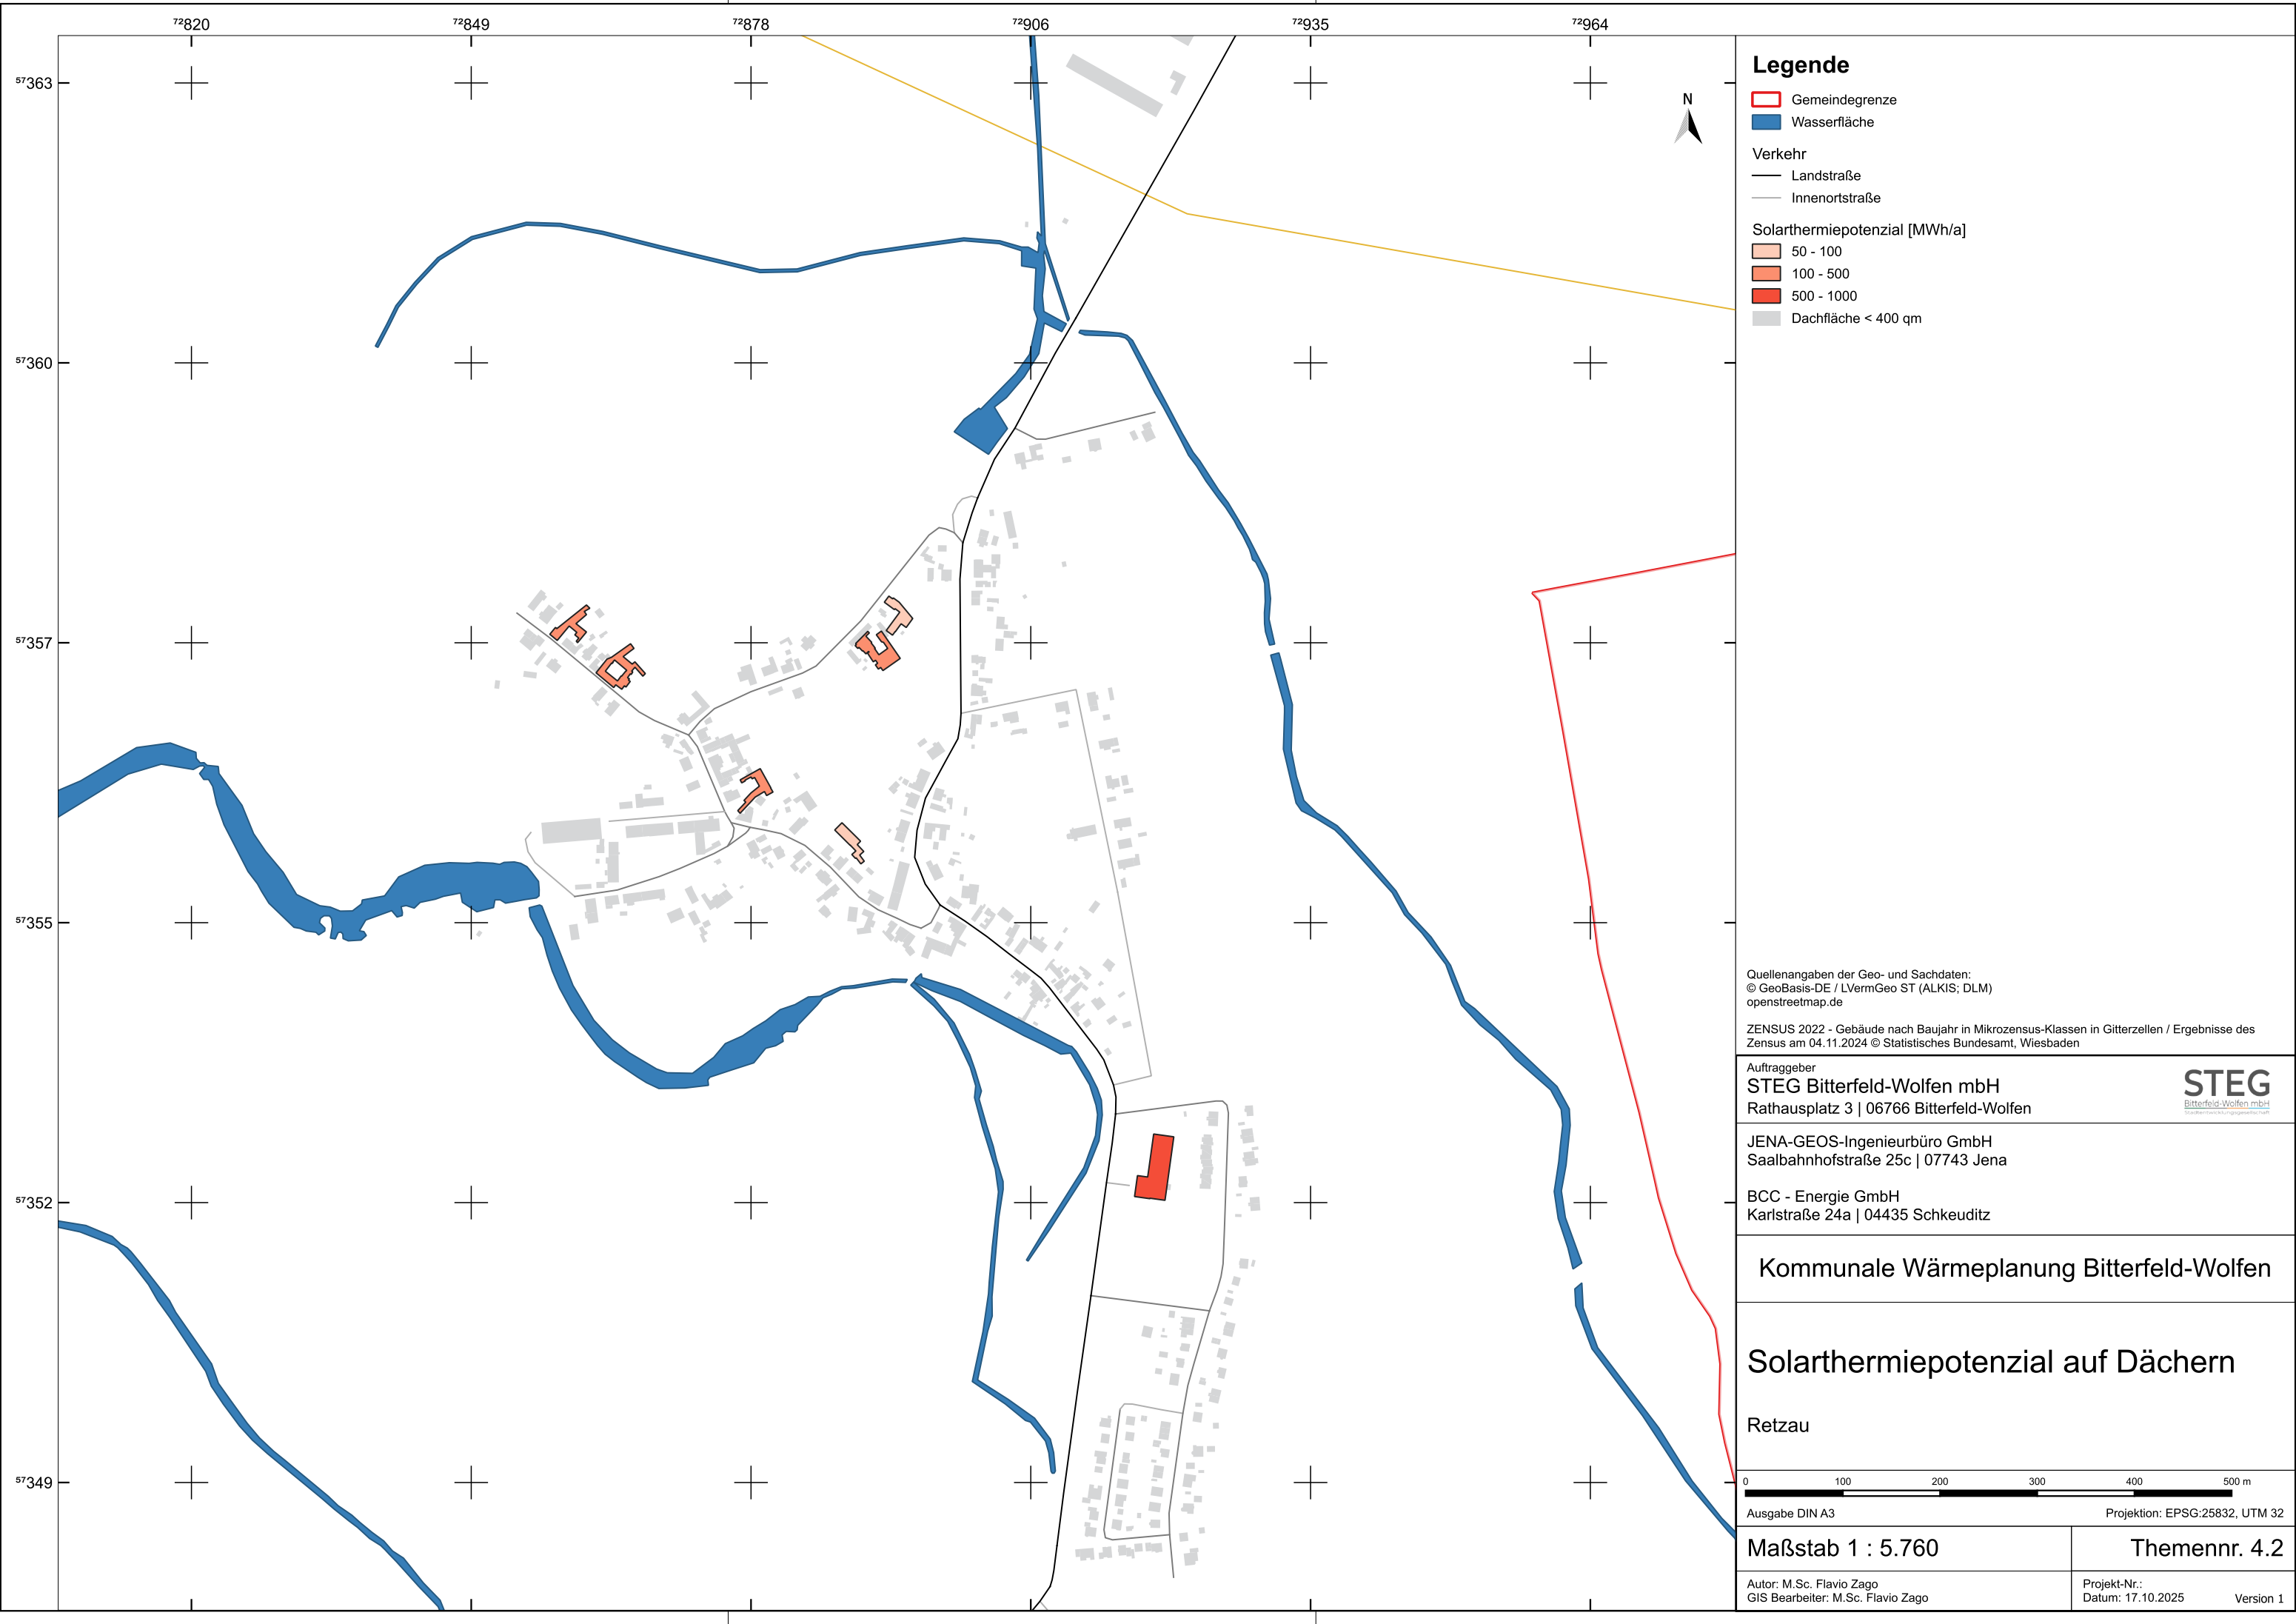 72820 72849 72878 72906 72935 72964
57363
57360
57357
57355
57352
57349
N
Legende
Gemeindegrenze
Wasserfläche
Verkehr
Landstraße
Innenortstraße
Solarthermiepotenzial [MWh/a]
50 - 100
100 - 500
500 - 1000
Dachfläche < 400 qm
Quellenangaben der Geo- und Sachdaten:
© GeoBasis-DE / LVermGeo ST (ALKIS; DLM)
openstreetmap.de
ZENSUS 2022 - Gebäude nach Baujahr in Mikrozensus-Klassen in Gitterzellen / Ergebnisse des
Zensus am 04.11.2024 © Statistisches Bundesamt, Wiesbaden
Auftraggeber
STEG Bitterfeld-Wolfen mbH
Rathausplatz 3 | 06766 Bitterfeld-Wolfen
STEG
Bitterfeld-Wolfen mbH
Stadtentwicklungsgesellschaft
JENA-GEOS-Ingenieurbüro GmbH
Saalbahnhofstraße 25c | 07743 Jena
BCC - Energie GmbH
Karlstraße 24a | 04435 Schkeuditz
Kommunale Wärmeplanung Bitterfeld-Wolfen
Solarthermiepotenzial auf Dächern
Retzau
0 100 200 300 400 500 m
Ausgabe DIN A3 Projektion: EPSG:25832, UTM 32
Maßstab 1 : 5.760 Themennr. 4.2
Autor: M.Sc. Flavio Zago
GIS Bearbeiter: M.Sc. Flavio Zago
Projekt-Nr.:
Datum: 17.10.2025 Version 1